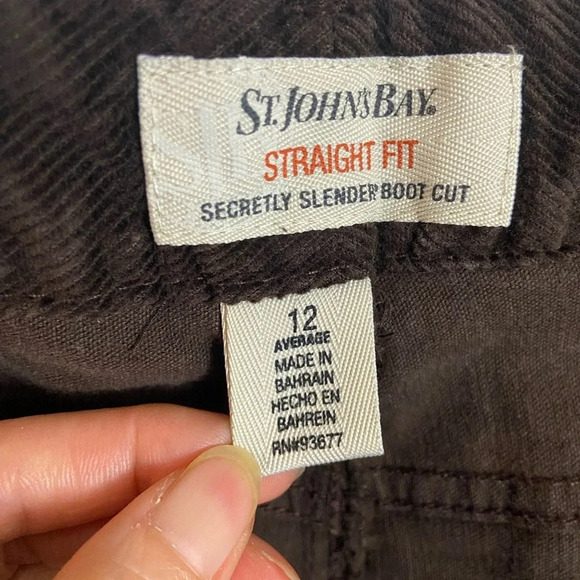 ST. JOHN'S BAY®
STRAIGHT FIT
SECRETLY SLENDER® BOOT CUT
12
AVERAGE
MADE IN
BAHRAIN
HECHO EN
BAHREIN
RN#93677